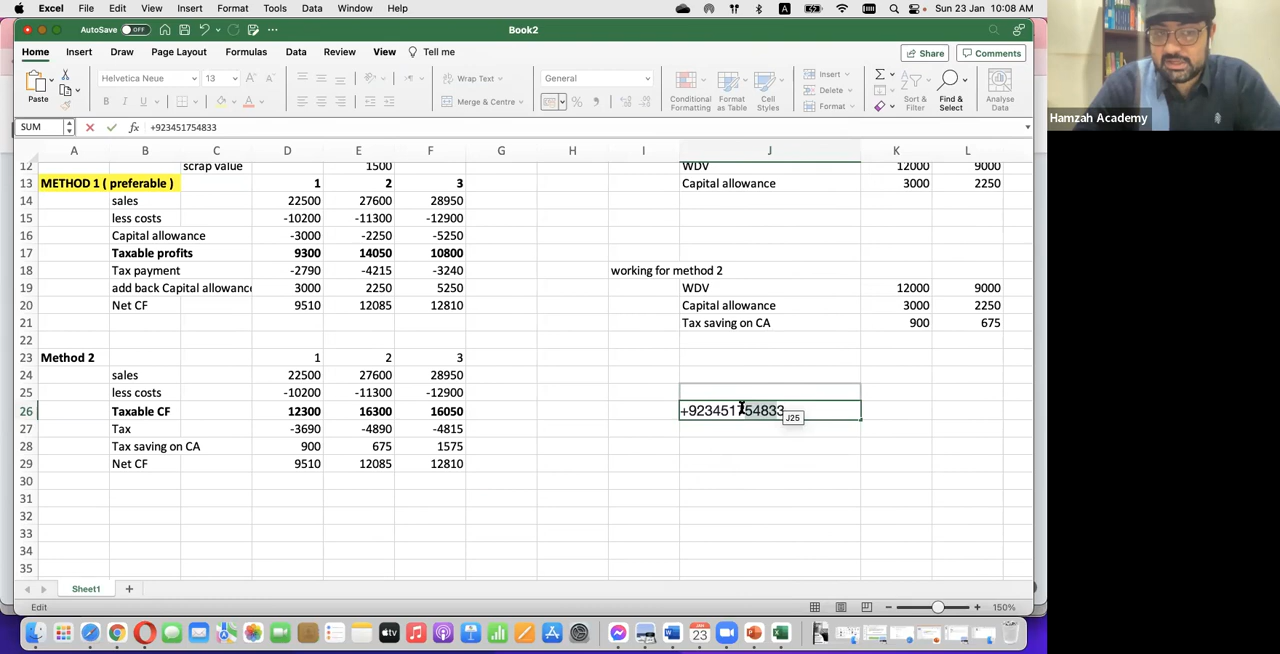 Excel File Edit View Insert Format Tools Data Window Help Sun 23 Jan 10:08 AM
AutoSave OFF Book2
Home Insert Draw Page Layout Formulas Data Review View Tell me Share Comments
Paste Helvetica Neue 13 Wrap Text General Insert
Delete
B I U A Merge & Centre % Conditional Formatting Format as Table Cell Styles Format Sort & Filter Find & Select Analyse Data
SUM fx +923451754833
Hamzah Academy
A B C D E F G H I J K L
12 scrap value 1500 WDV 12000 9000
13 METHOD 1 ( preferable ) 1 2 3 Capital allowance 3000 2250
14 sales 22500 27600 28950
15 less costs -10200 -11300 -12900
16 Capital allowance -3000 -2250 -5250
17 Taxable profits 9300 14050 10800
18 Tax payment -2790 -4215 -3240 working for method 2
19 add back Capital allowance 3000 2250 5250 WDV 12000 9000
20 Net CF 9510 12085 12810 Capital allowance 3000 2250
21 Tax saving on CA 900 675
22
23 Method 2 1 2 3
24 sales 22500 27600 28950
25 less costs -10200 -11300 -12900
26 Taxable CF 12300 16300 16050 +923451754833
J25
27 Tax -3690 -4890 -4815
28 Tax saving on CA 900 675 1575
29 Net CF 9510 12085 12810
30
31
32
33
34
35
Sheet1 +
Edit 150%